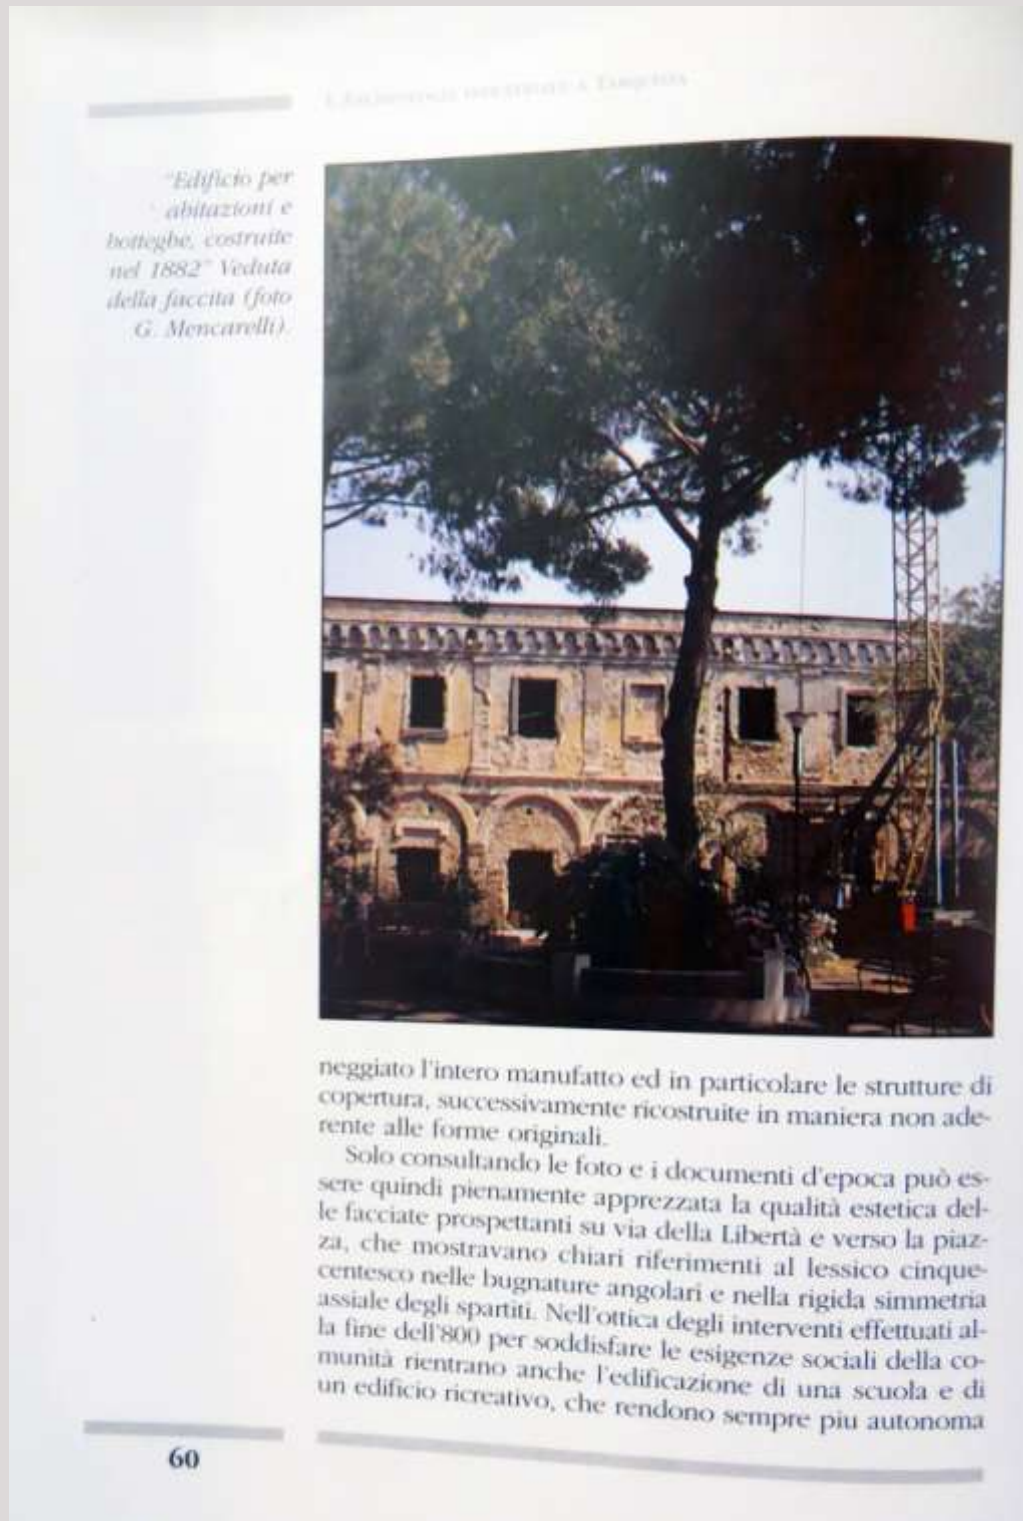 L'ARCHEOLOGIA INDUSTRIALE A TARQUINIA
"Edificio per
abitazioni e
botteghe, costruite
nel 1882" Veduta
della faccita (foto
G. Mencarelli).
neggiato l'intero manufatto ed in particolare le strutture di
copertura, successivamente ricostruite in maniera non ade-
rente alle forme originali.
Solo consultando le foto e i documenti d'epoca può es-
sere quindi pienamente apprezzata la qualità estetica del-
le facciate prospettanti su via della Libertà e verso la piaz-
za, che mostravano chiari riferimenti al lessico cinque-
centesco nelle bugnature angolari e nella rigida simmetria
assiale degli spartiti. Nell'ottica degli interventi effettuati al-
la fine dell'800 per soddisfare le esigenze sociali della co-
munità rientrano anche l'edificazione di una scuola e di
un edificio ricreativo, che rendono sempre piu autonoma
60